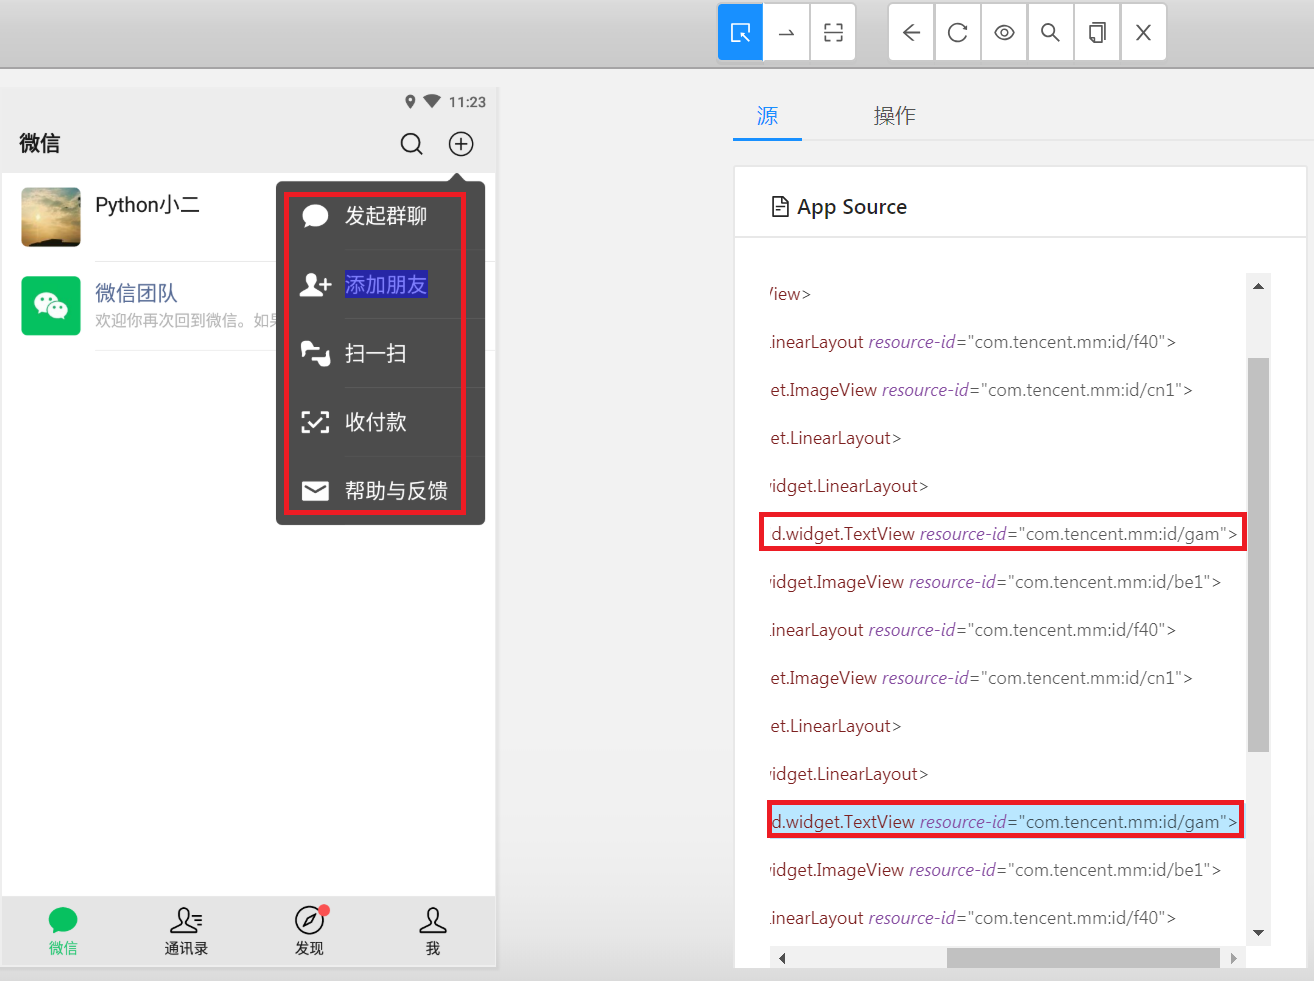 11:23
微信
Python小二
微信团队
欢迎你再次回到微信。如果
发起群聊
添加朋友
扫一扫
收付款
帮助与反馈
微信
通讯录
发现
我
源
操作
App Source
View>
.inearLayout resource-id="com.tencent.mm:id/f40">
et.ImageView resource-id="com.tencent.mm:id/cn1">
et.LinearLayout>
idget.LinearLayout>
d.widget.TextView resource-id="com.tencent.mm:id/gam">
idget.ImageView resource-id="com.tencent.mm:id/be1">
.inearLayout resource-id="com.tencent.mm:id/f40">
et.ImageView resource-id="com.tencent.mm:id/cn1">
et.LinearLayout>
idget.LinearLayout>
d.widget.TextView resource-id="com.tencent.mm:id/gam">
idget.ImageView resource-id="com.tencent.mm:id/be1">
.inearLayout resource-id="com.tencent.mm:id/f40">